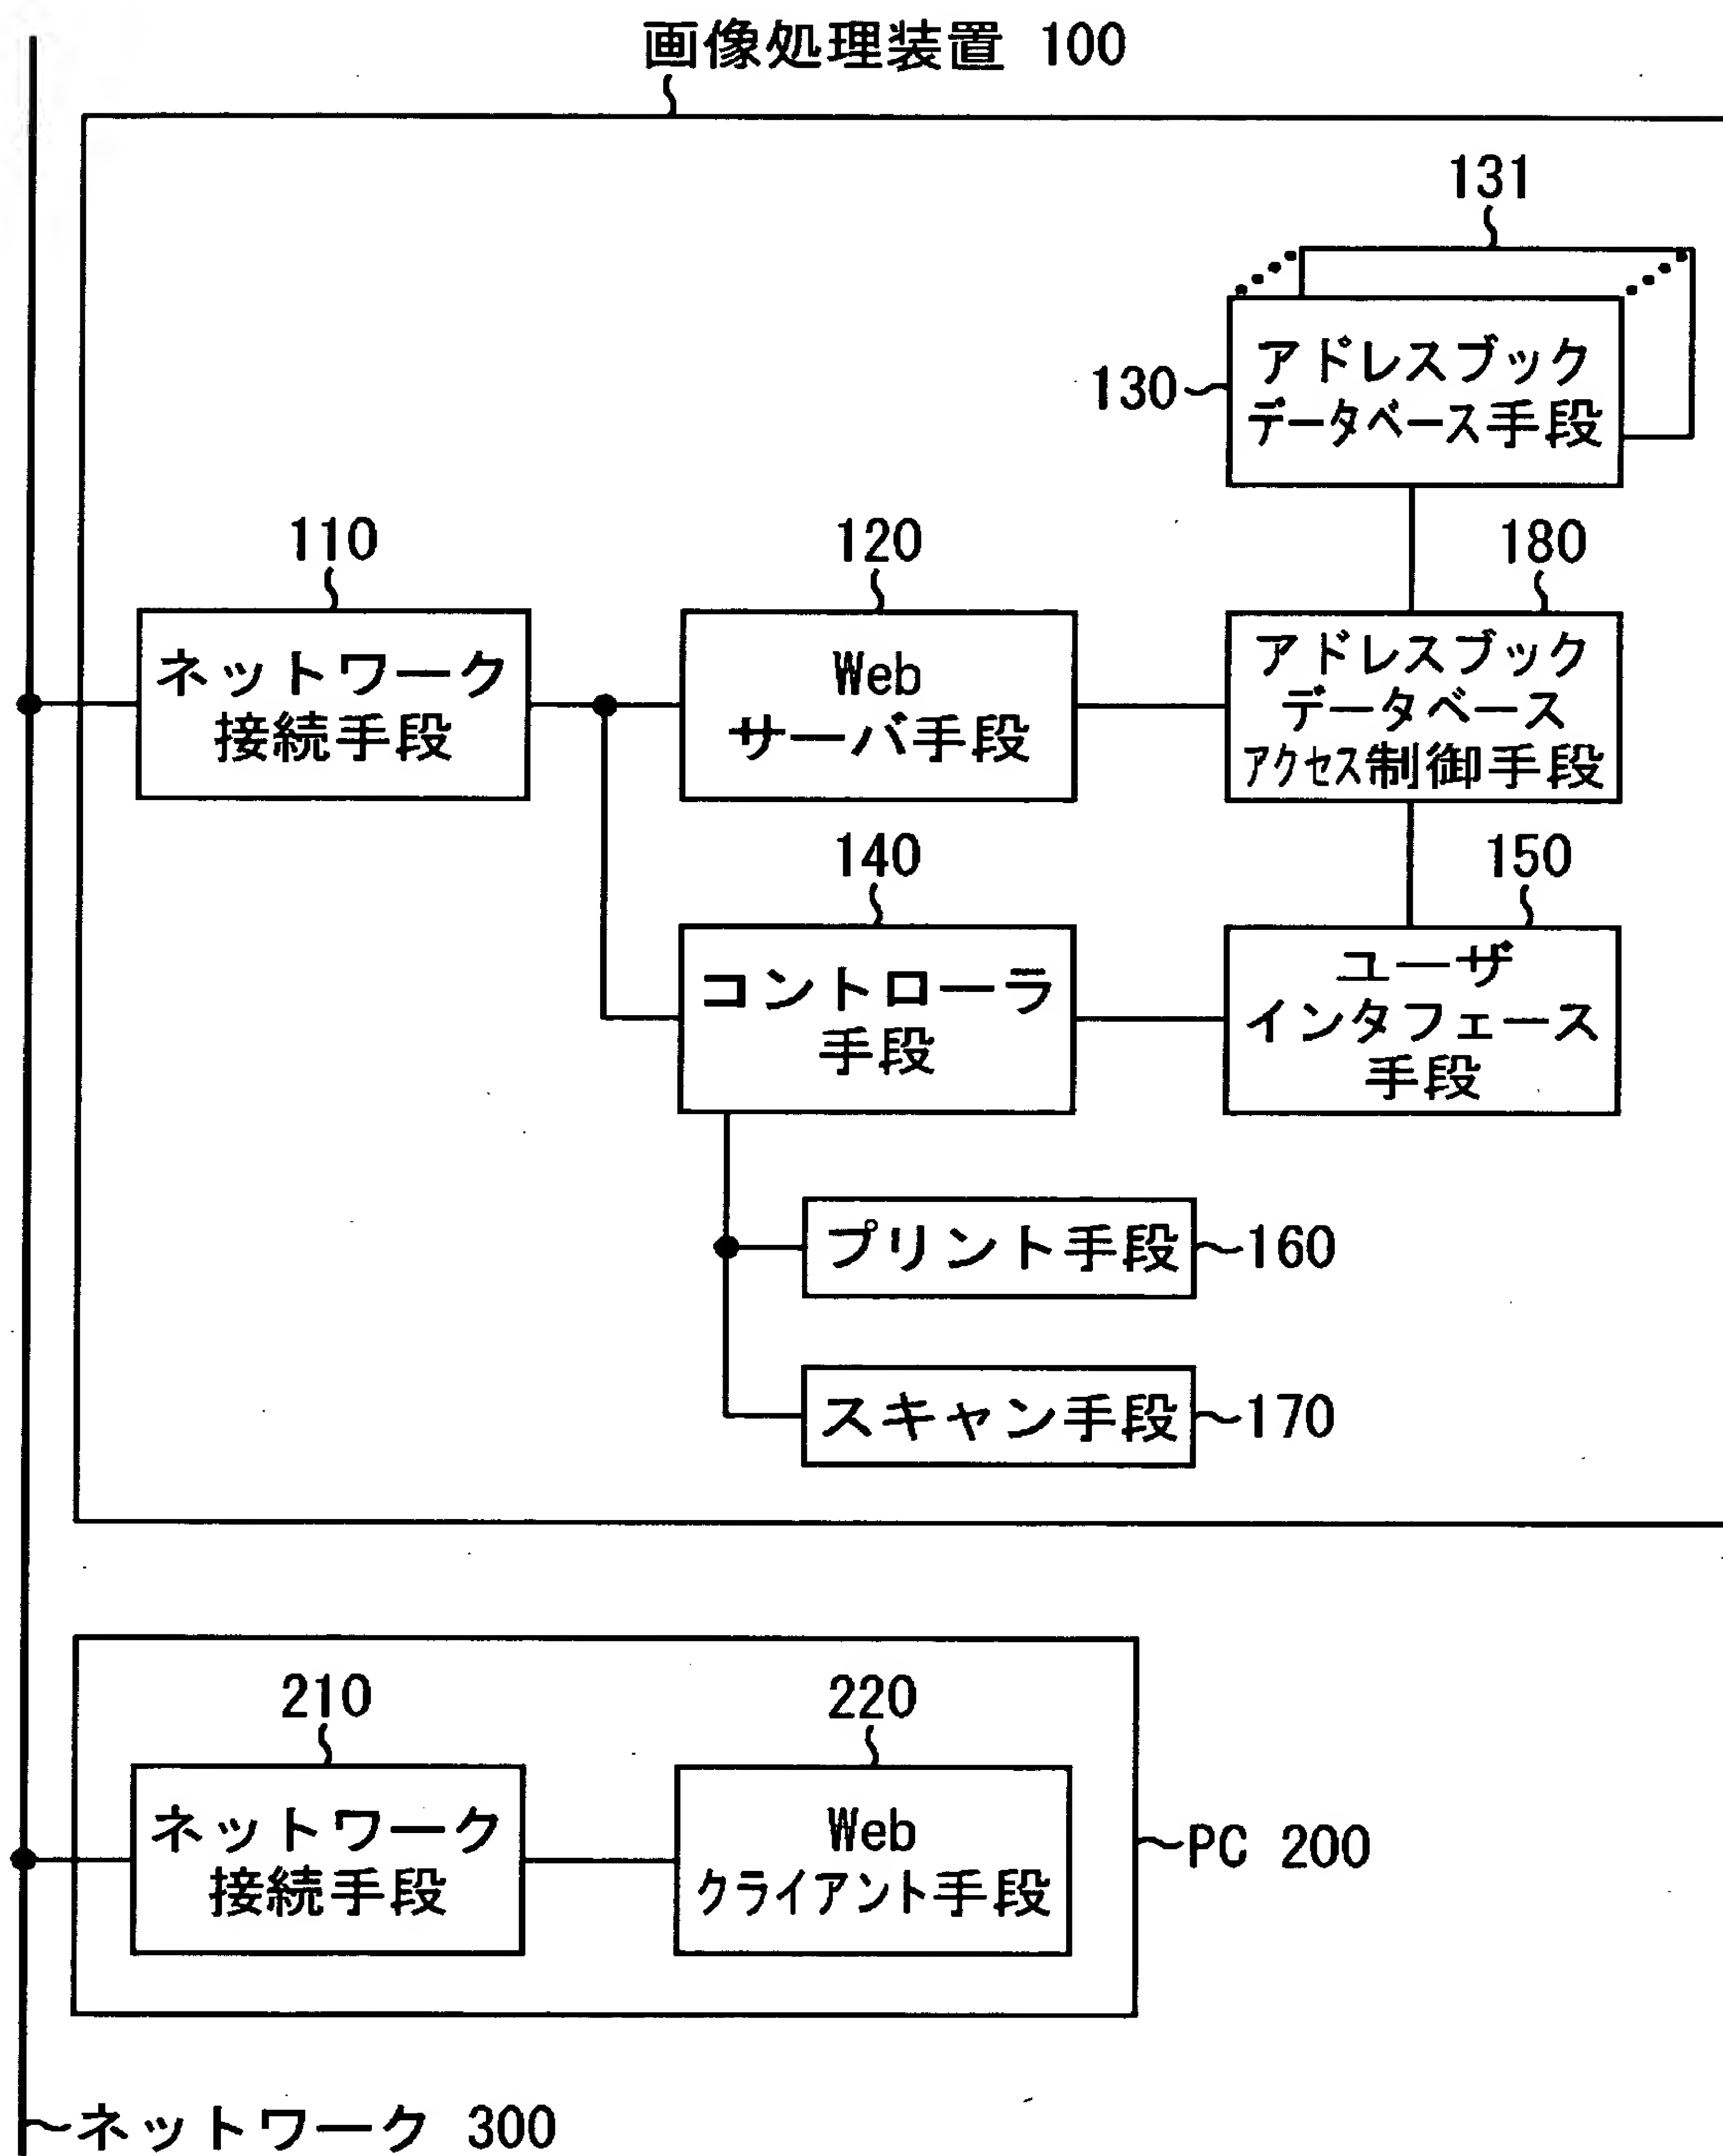 画像処理装置 100
131
130
アドレスブック
データベース手段
110
120
180
ネットワーク
接続手段
Web
サーバ手段
アドレスブック
データベース
アクセス制御手段
140
150
コントローラ
手段
ユーザ
インタフェース
手段
プリント手段
160
スキャン手段
170
210
220
ネットワーク
接続手段
Web
クライアント手段
PC 200
ネットワーク 300